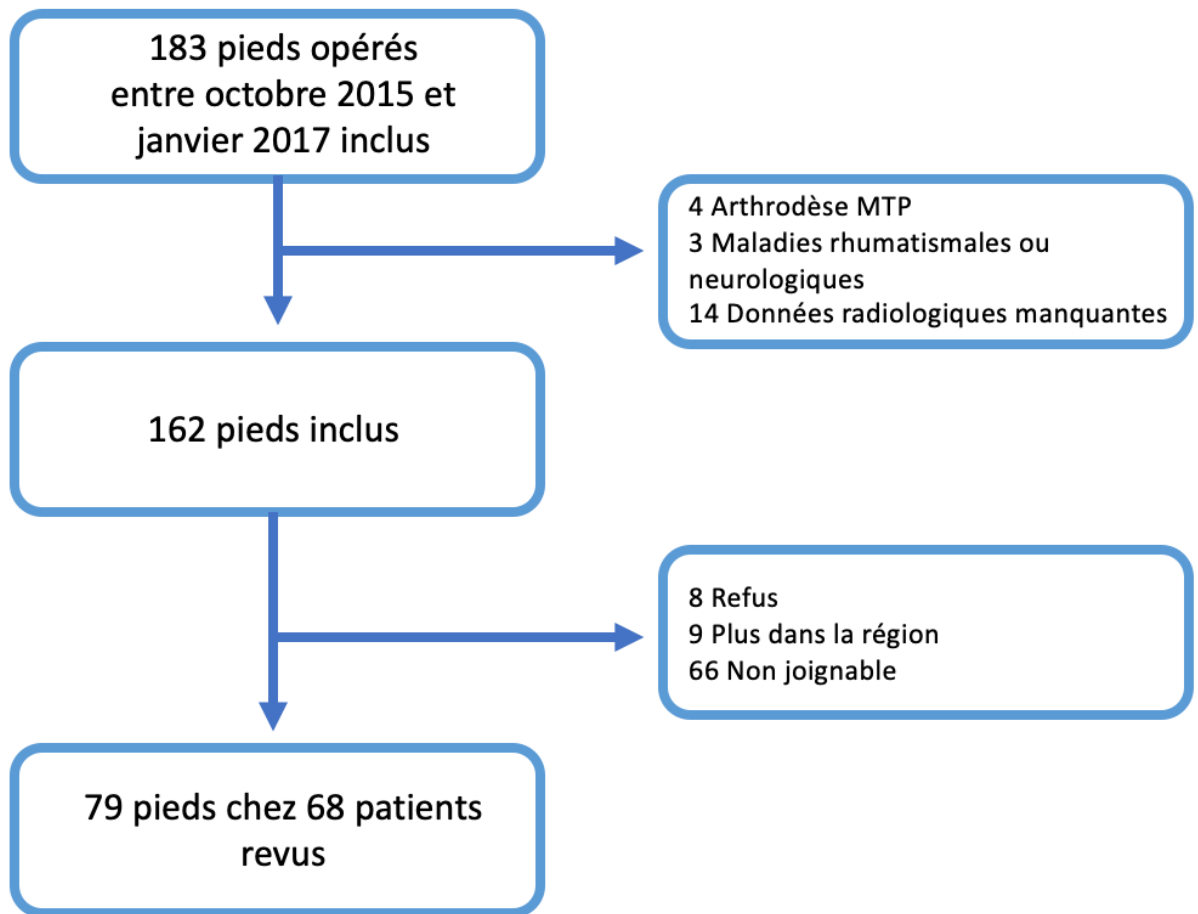 183 pieds opérés
entre octobre 2015 et
janvier 2017 inclus
4 Arthrodèse MTP
3 Maladies rhumatismales ou
neurologiques
14 Données radiologiques manquantes
162 pieds inclus
8 Refus
9 Plus dans la région
66 Non joignable
79 pieds chez 68 patients
revus